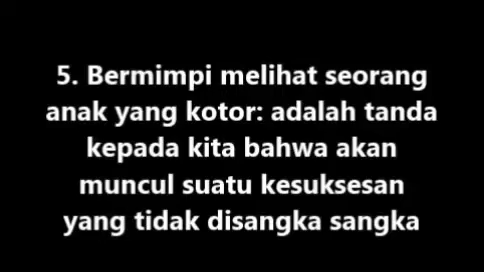 5. Bermimpi melihat seorang
anak yang kotor: adalah tanda
kepada kita bahwa akan
muncul suatu kesuksesan
yang tidak disangka sangka